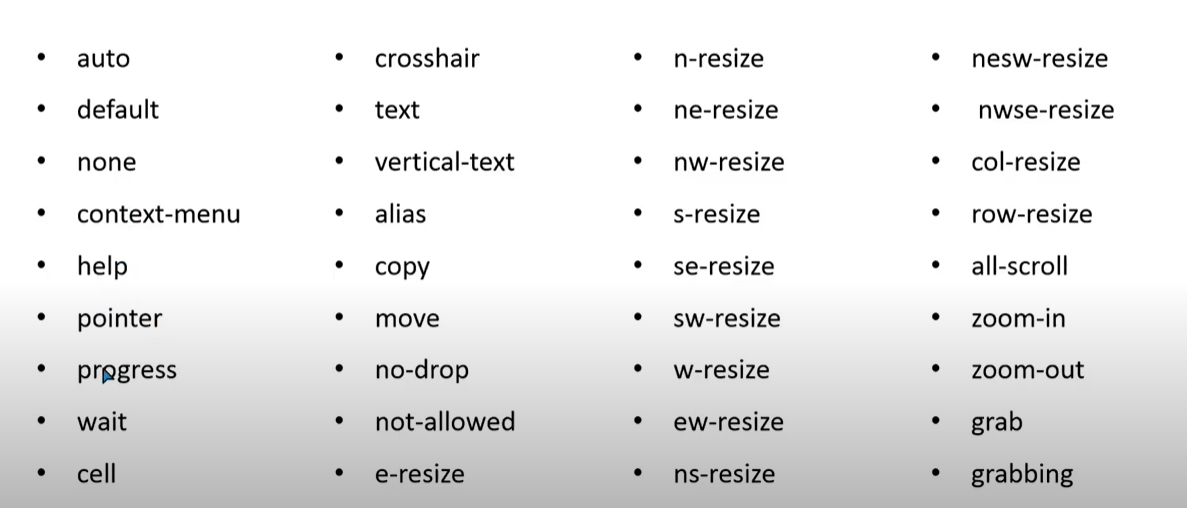 • auto
• default
• none
• context-menu
• help
• pointer
• progress
• wait
• cell
• crosshair
• text
• vertical-text
• alias
• copy
• move
• no-drop
• not-allowed
• e-resize
• n-resize
• ne-resize
• nw-resize
• s-resize
• se-resize
• sw-resize
• w-resize
• ew-resize
• ns-resize
• nesw-resize
• nwse-resize
• col-resize
• row-resize
• all-scroll
• zoom-in
• zoom-out
• grab
• grabbing